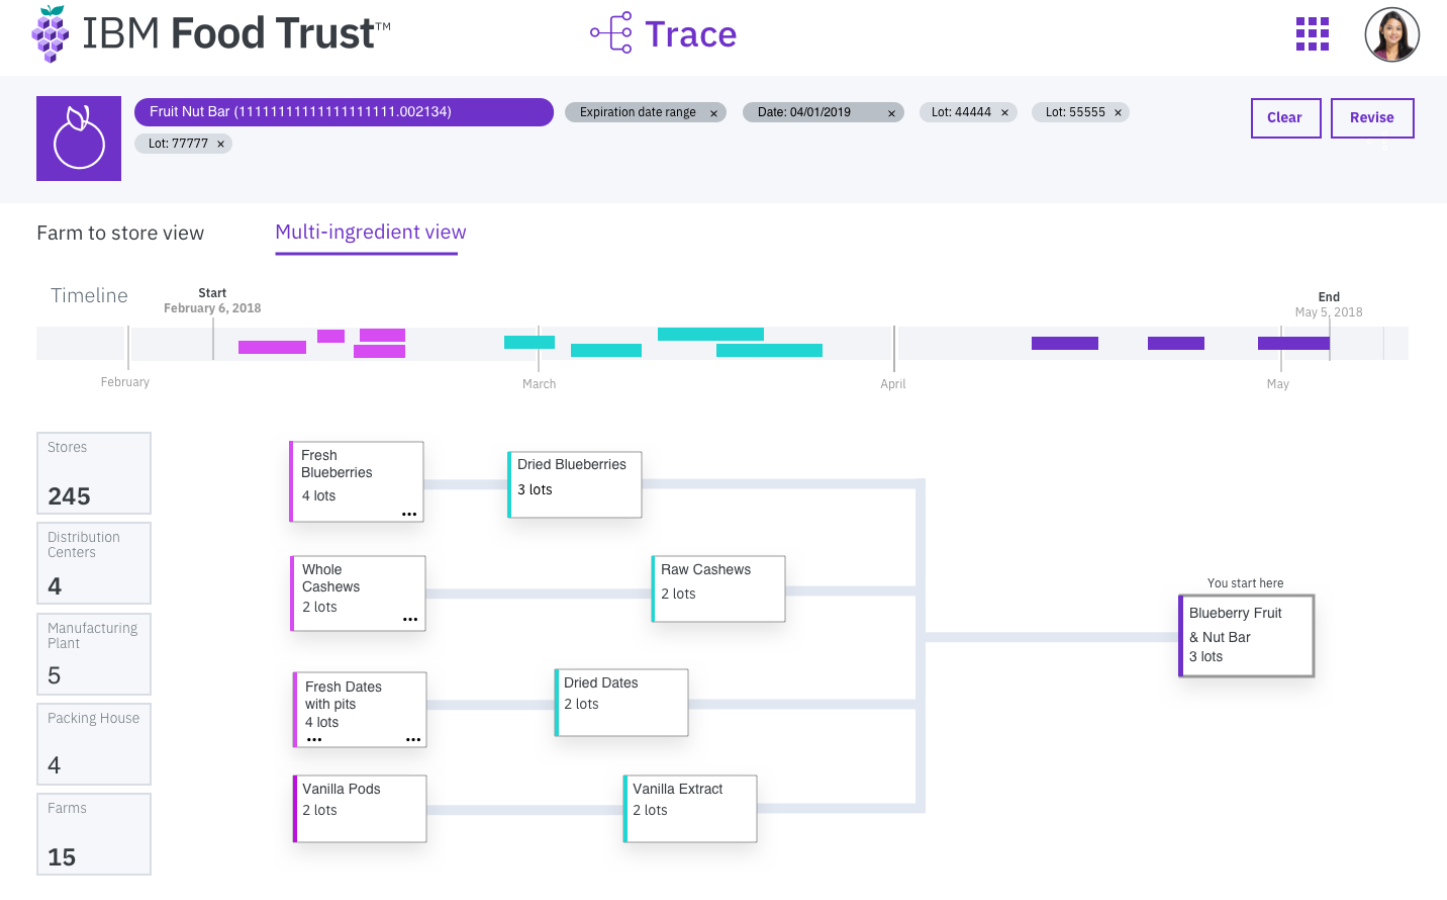 IBM Food Trust™
Trace
Fruit Nut Bar (11111111111111111111.002134)
Expiration date range ×
Date: 04/01/2019 ×
Lot: 44444 ×
Lot: 55555 ×
Clear
Revise
Lot: 77777 ×
Farm to store view
Multi-ingredient view
Timeline
Start
February 6, 2018
End
May 5, 2018
February
March
April
May
Stores
245
Distribution
Centers
4
Manufacturing
Plant
5
Packing House
4
Farms
15
Fresh
Blueberries
4 lots
...
Dried Blueberries
3 lots
Whole
Cashews
2 lots
...
Raw Cashews
2 lots
Fresh Dates
with pits
4 lots
... ...
Dried Dates
2 lots
Vanilla Pods
2 lots
Vanilla Extract
2 lots
You start here
Blueberry Fruit
& Nut Bar
3 lots